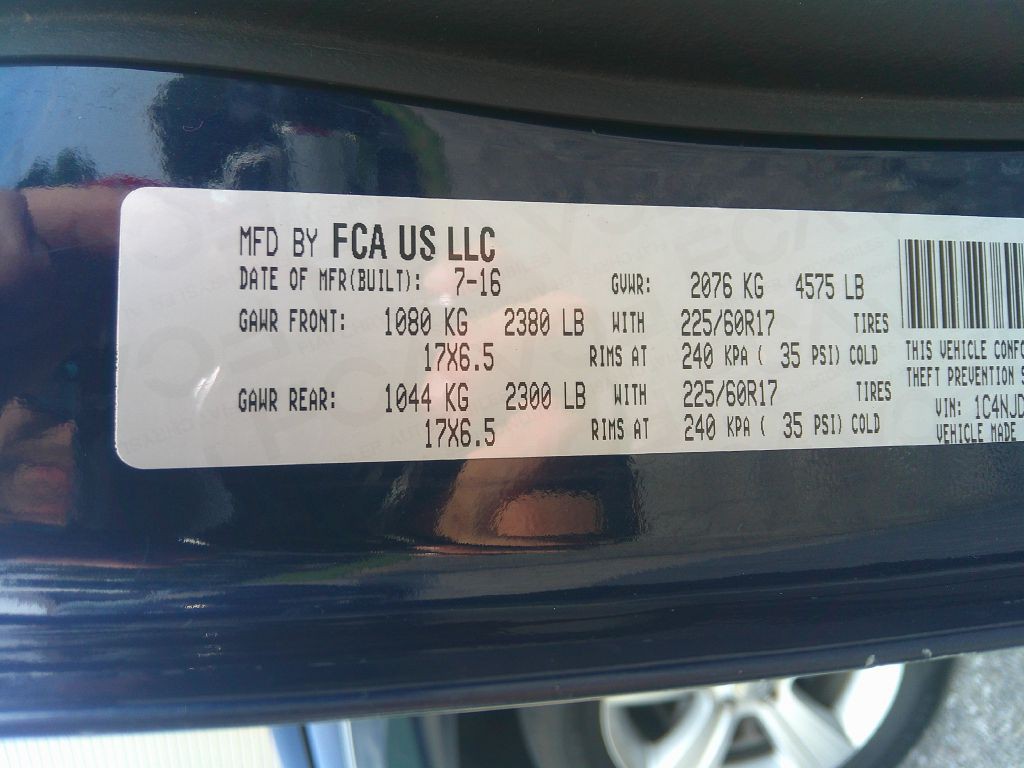 MFD BY FCA US LLC
DATE OF MFR(BUILT): 7-16 GVWR: 2076 KG 4575 LB
GAWR FRONT: 1080 KG 2380 LB WITH 225/60R17 TIRES
17X6.5 RIMS AT 240 KPA ( 35 PSI) COLD
GAWR REAR: 1044 KG 2300 LB WITH 225/60R17 TIRES
17X6.5 RIMS AT 240 KPA ( 35 PSI) COLD
THIS VEHICLE CONFO
THEFT PREVENTION S
VIN: 1C4NJD
VEHICLE MADE